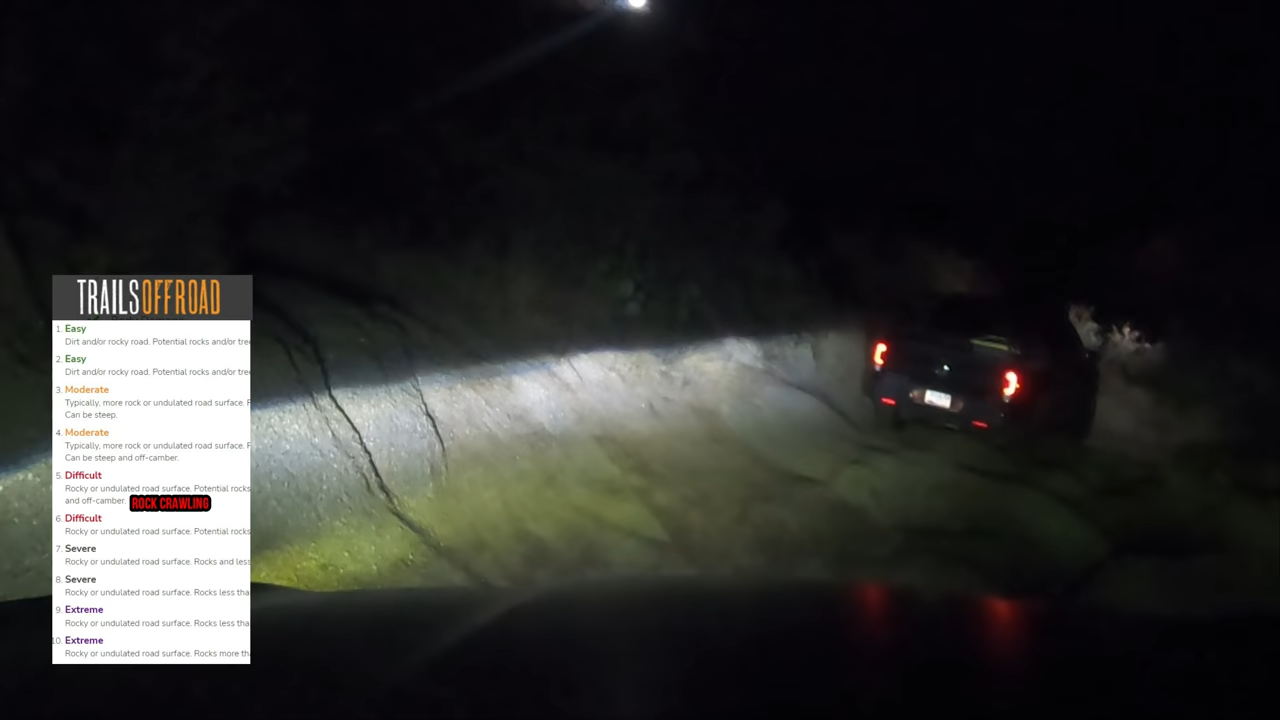 TRAILSOFFROAD
1. Easy
Dirt and/or rocky road. Potential rocks and/or tree
2. Easy
Dirt and/or rocky road. Potential rocks and/or tree
3. Moderate
Typically, more rock or undulated road surface. P
Can be steep.
4. Moderate
Typically, more rock or undulated road surface. P
Can be steep and off-camber.
5. Difficult
Rocky or undulated road surface. Potential rocks
and off-camber. ROCK CRAWLING
6. Difficult
Rocky or undulated road surface. Potential rocks
7. Severe
Rocky or undulated road surface. Rocks and less
8. Severe
Rocky or undulated road surface. Rocks less tha
9. Extreme
Rocky or undulated road surface. Rocks less tha
10. Extreme
Rocky or undulated road surface. Rocks more th